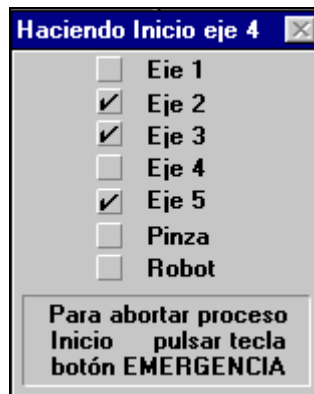 Haciendo Inicio eje 4
Eje 1
Eje 2
Eje 3
Eje 4
Eje 5
Pinza
Robot
Para abortar proceso
Inicio pulsar tecla
botón EMERGENCIA